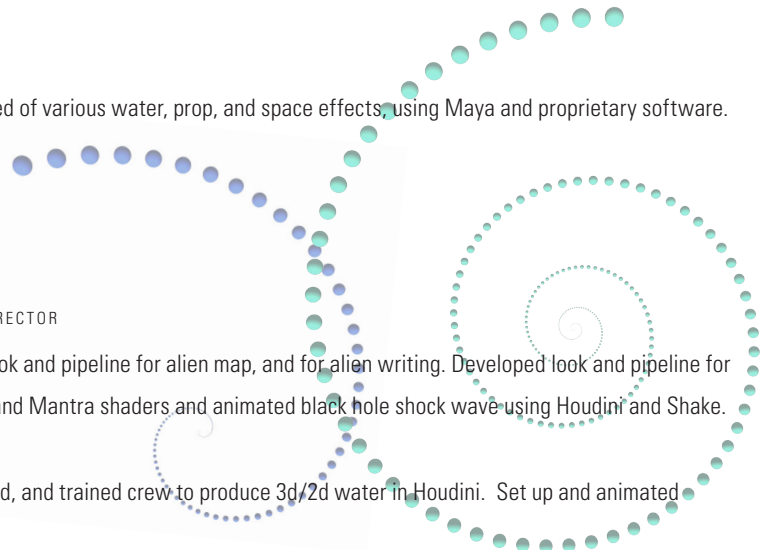 ed of various water, prop, and space effects, using Maya and proprietary software.
RECTOR
ok and pipeline for alien map, and for alien writing. Developed look and pipeline for
and Mantra shaders and animated black hole shock wave using Houdini and Shake.
d, and trained crew to produce 3d/2d water in Houdini. Set up and animated